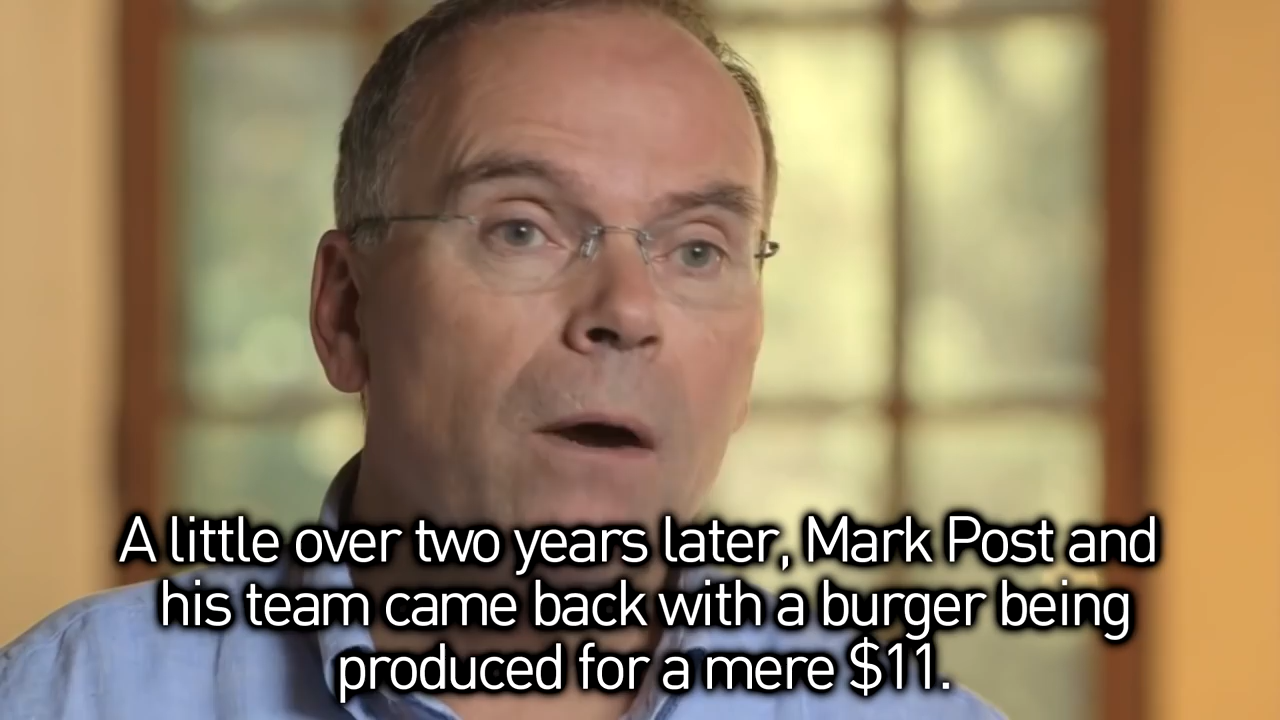 A little over two years later, Mark Post and
his team came back with a burger being
produced for a mere $11.